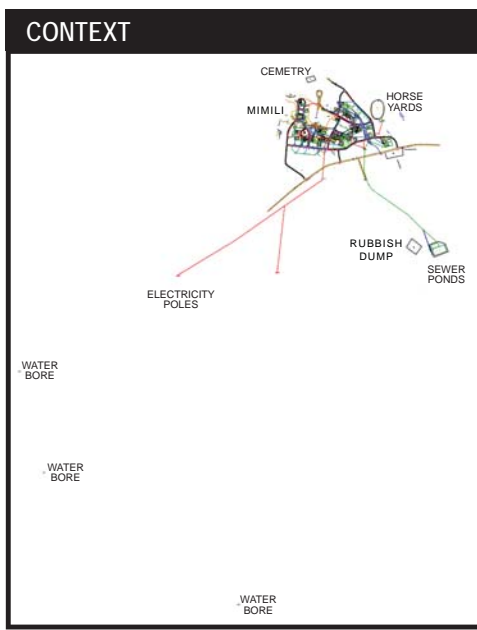 CONTEXT
CEMETRY
HORSE
YARDS
MIMILI
RUBBISH
DUMP
SEWER
PONDS
ELECTRICITY
POLES
WATER
BORE
WATER
BORE
WATER
BORE